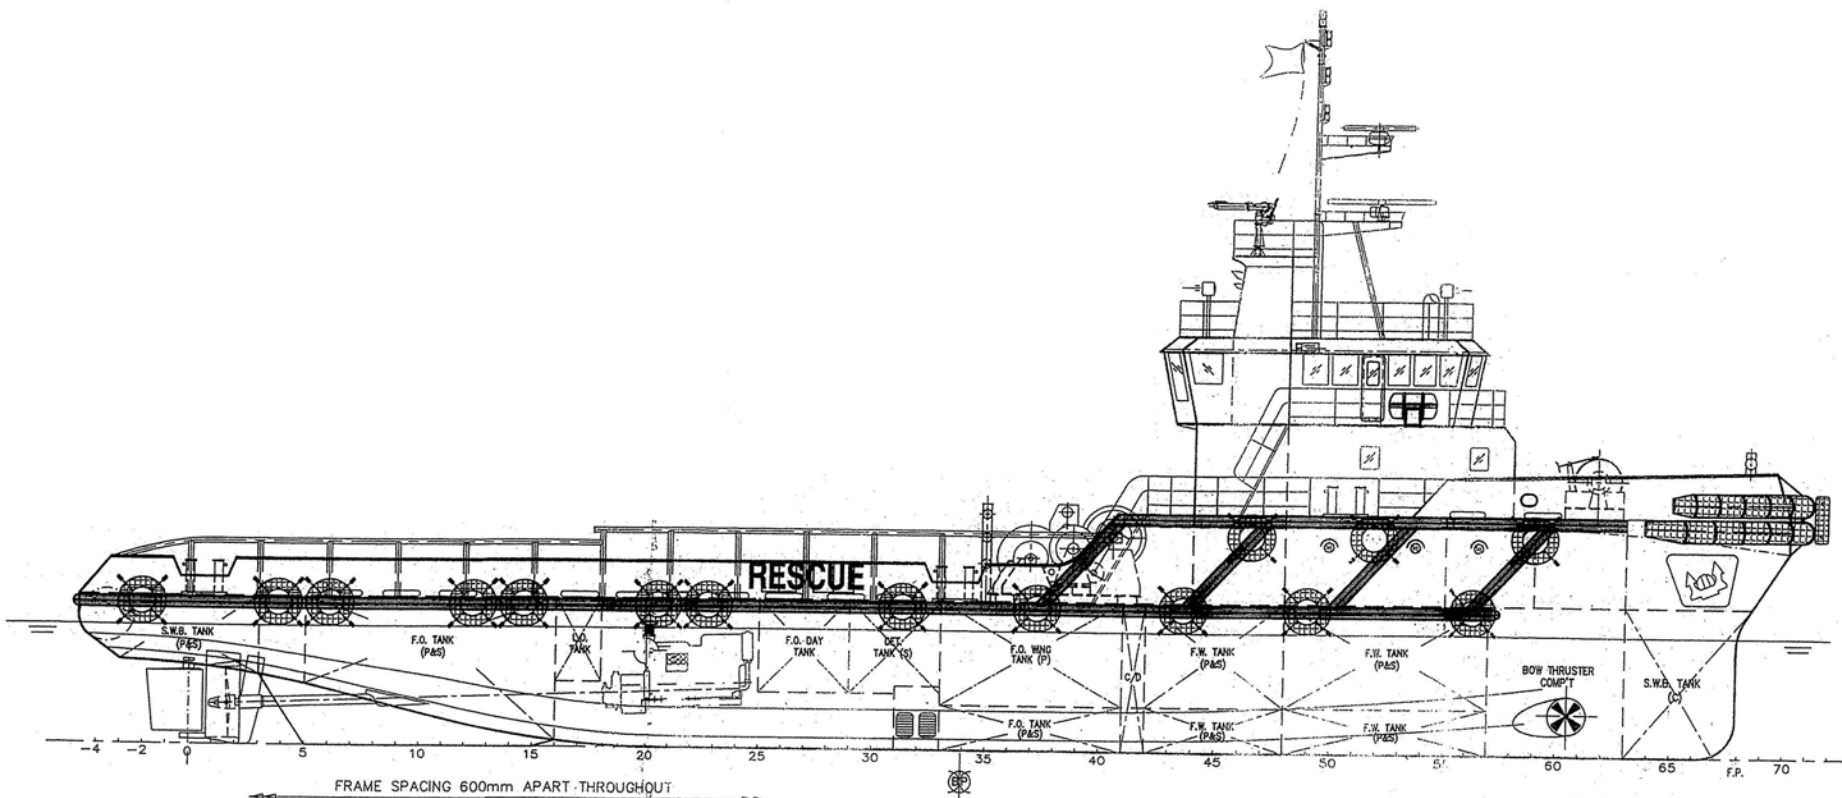 RESCUE
S.W.B. TANK
(P&S)
F.O. TANK
(P&S)
TANK
F.O. DAY
TANK
TANK (S)
F.O. WING
TANK (P)
C/D
F.W. TANK
(P&S)
F.W. TANK
(P&S)
BOW THRUSTER
COMP'T
S.W.B. TANK
(C)
F.O. TANK
(P&S)
F.W. TANK
(P&S)
F.W. TANK
(P&S)
-4 -2 0 5 10 15 20 25 30 35 40 45 50 60 65 F.P. 70
FRAME SPACING 600mm APART THROUGHOUT